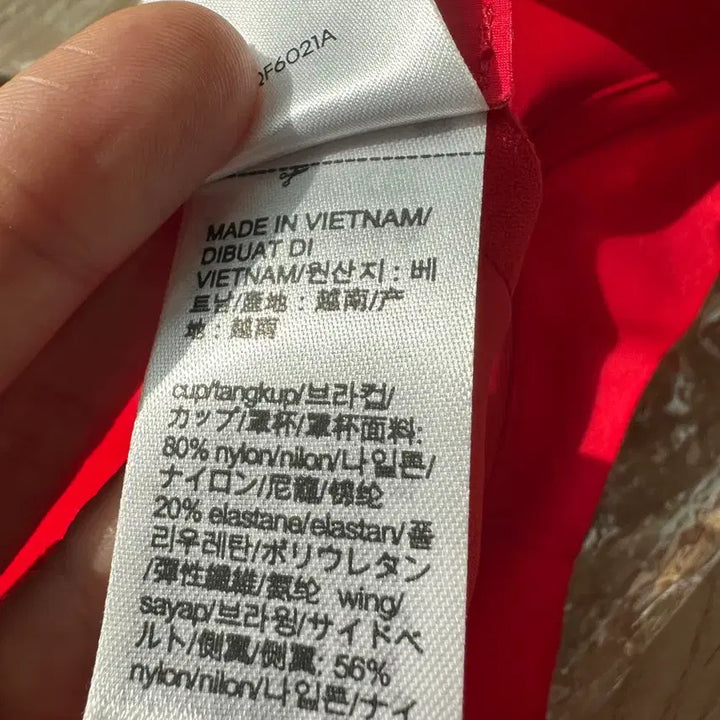 QF6021A
MADE IN VIETNAM/
DIBUAT DI
VIETNAM/원산지 : 베
트남/產地 : 越南/产
地 : 越南
cup/tangkup/브라컵/
カップ/罩杯/罩杯面料:
80% nylon/nilon/나일론/
ナイロン/尼龍/锦纶
20% elastane/elastan/폴
리우레탄/ポリウレタン
/彈性纖維/氨纶 wing/
sayap/브라윙/サイドベ
ルト/側翼/侧翼: 56%
nylon/nilon/나일론/ナイ